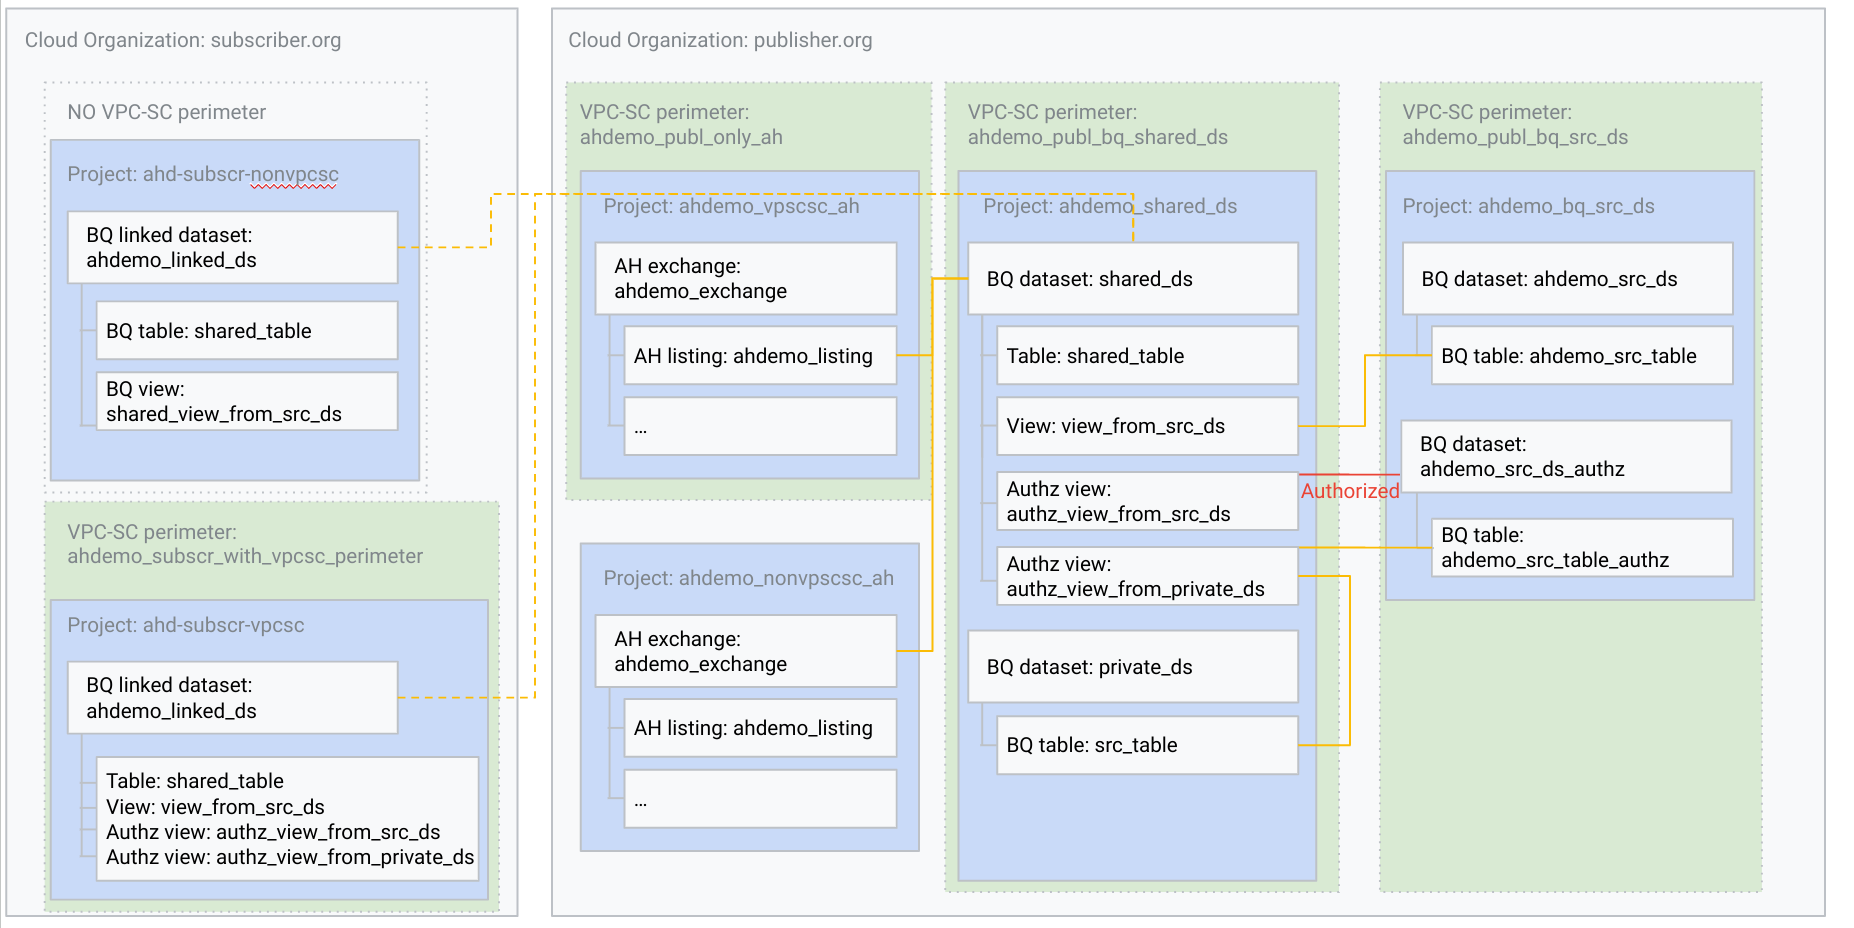 Cloud Organization: subscriber.org
NO VPC-SC perimeter
Project: ahd-subscr-nonvpcsc
BQ linked dataset:
ahdemo_linked_ds
BQ table: shared_table
BQ view:
shared_view_from_src_ds
VPC-SC perimeter:
ahdemo_subscr_with_vpcsc_perimeter
Project: ahd-subscr-vpcsc
BQ linked dataset:
ahdemo_linked_ds
Table: shared_table
View: view_from_src_ds
Authz view: authz_view_from_src_ds
Authz view: authz_view_from_private_ds
Cloud Organization: publisher.org
VPC-SC perimeter:
ahdemo_publ_only_ah
Project: ahdemo_vpscsc_ah
AH exchange:
ahdemo_exchange
AH listing: ahdemo_listing
...
Project: ahdemo_nonvpscsc_ah
AH exchange:
ahdemo_exchange
AH listing: ahdemo_listing
...
VPC-SC perimeter:
ahdemo_publ_bq_shared_ds
Project: ahdemo_shared_ds
BQ dataset: shared_ds
Table: shared_table
View: view_from_src_ds
Authz view:
authz_view_from_src_ds
Authz view:
authz_view_from_private_ds
BQ dataset: private_ds
BQ table: src_table
Authorized
VPC-SC perimeter:
ahdemo_publ_bq_src_ds
Project: ahdemo_bq_src_ds
BQ dataset: ahdemo_src_ds
BQ table: ahdemo_src_table
BQ dataset:
ahdemo_src_ds_authz
BQ table:
ahdemo_src_table_authz